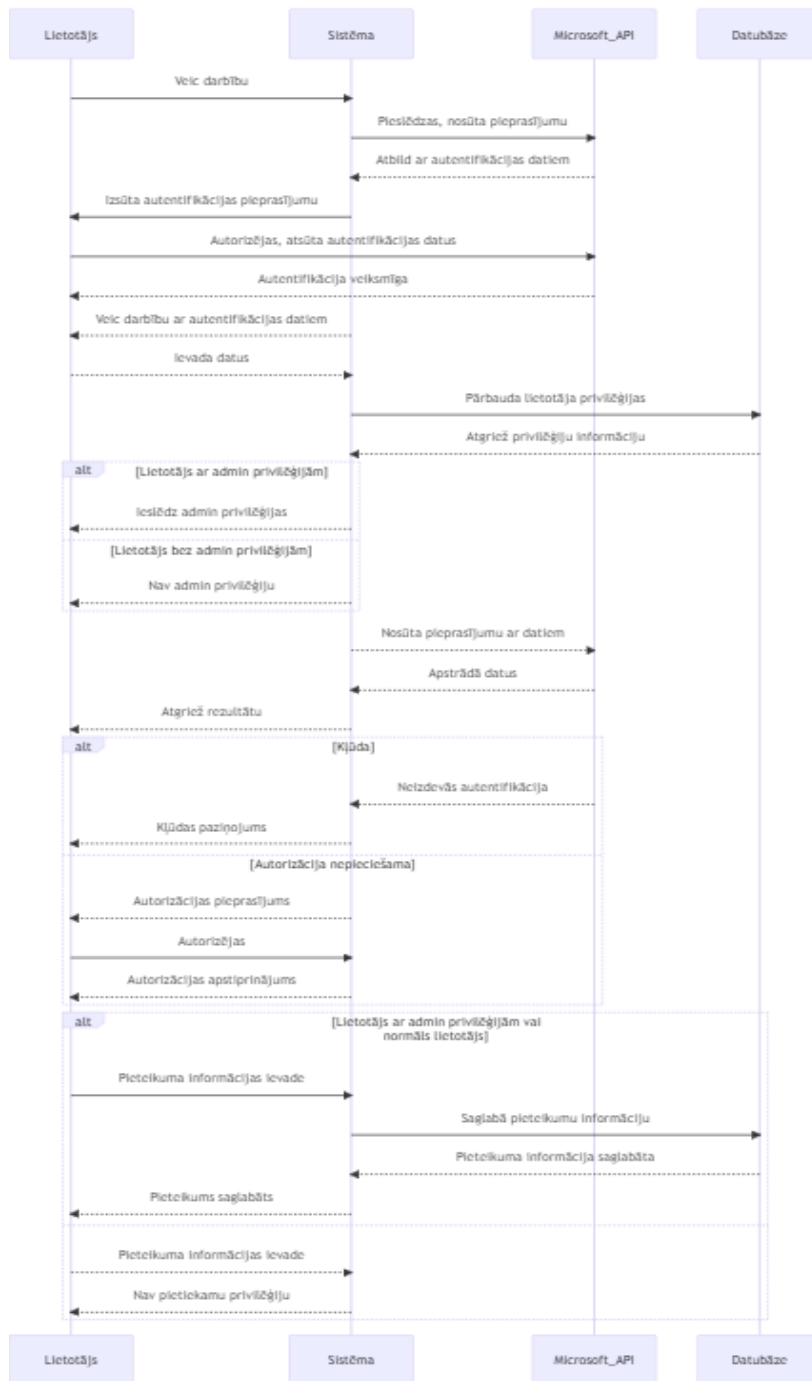 Lietotājs
Sistēma
Microsoft_API
Datubāze
Veic darbību
Pieslēdzas, nosūta pieprasījumu
Atbild ar autentifikācijas datiem
Izsūta autentifikācijas pieprasījumu
Autorizējas, atsūta autentifikācijas datus
Autentifikācija veiksmīga
Veic darbību ar autentifikācijas datiem
Ievada datus
Pārbauda lietotāja privilēģijas
Atgriež privilēģiju informāciju
alt
[Lietotājs ar admin privilēģijām]
Ieslēdz admin privilēģijas
[Lietotājs bez admin privilēģijām]
Nav admin privilēģiju
Nosūta pieprasījumu ar datiem
Apstrādā datus
Atgriež rezultātu
alt
[Kļūda]
Neizdevās autentifikācija
Kļūdas paziņojums
[Autorizācija nepieciešama]
Autorizācijas pieprasījums
Autorizējas
Autorizācijas apstiprinājums
alt
[Lietotājs ar admin privilēģijām vai
normāls lietotājs]
Pieteikuma informācijas ievade
Saglabā pieteikumu informāciju
Pieteikuma informācija saglabāta
Pieteikums saglabāts
Pieteikuma informācijas ievade
Nav pietiekamu privilēģiju
Lietotājs
Sistēma
Microsoft_API
Datubāze